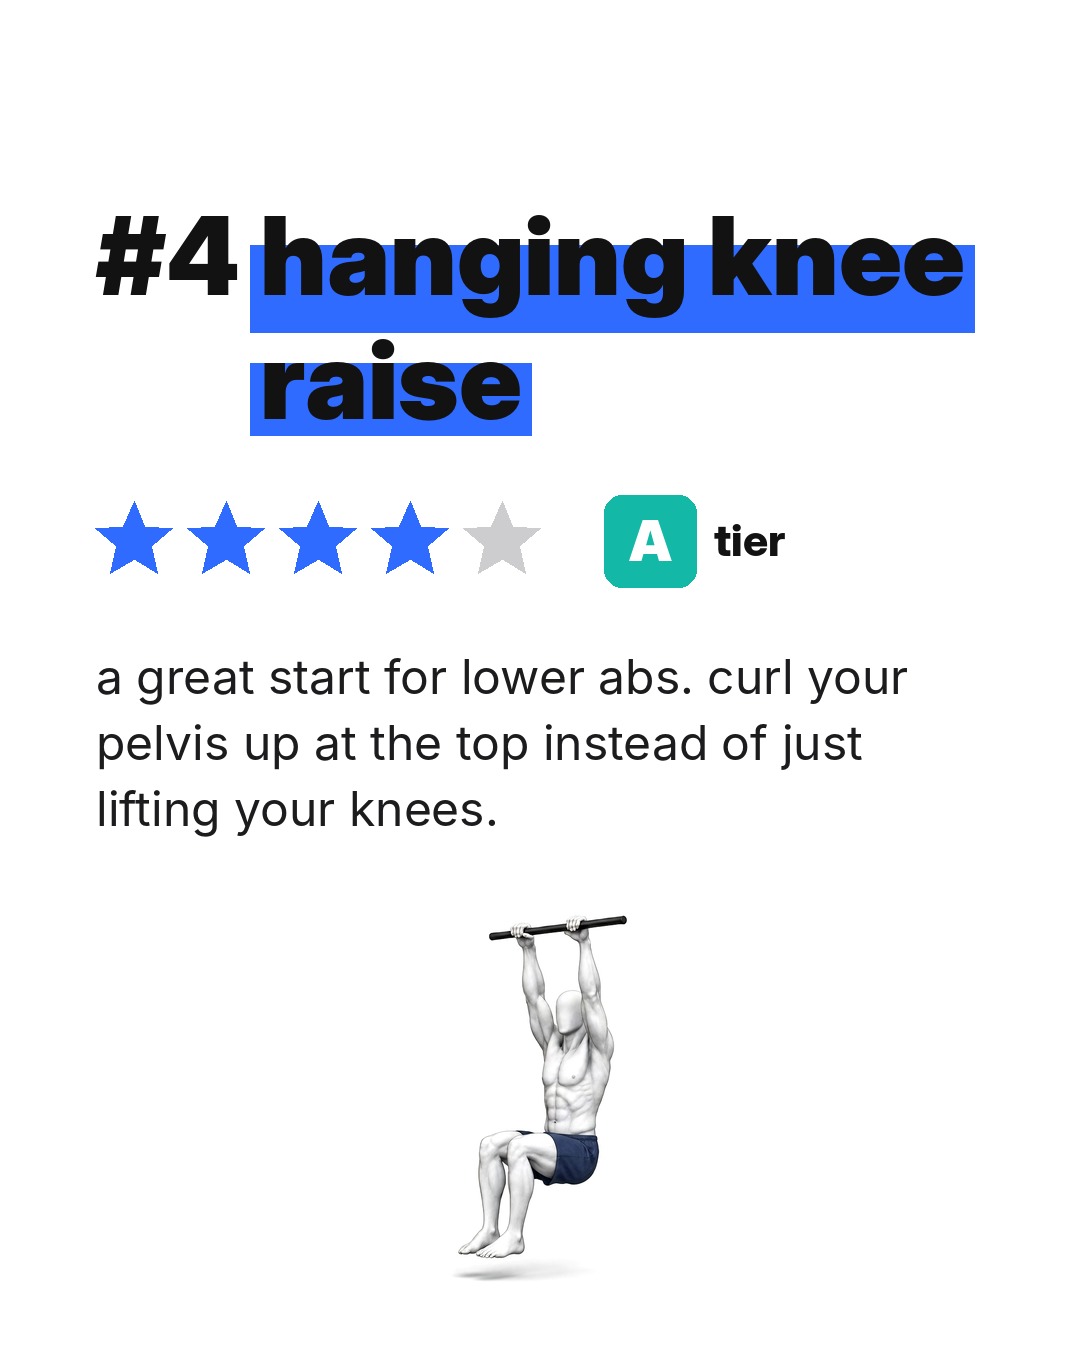 #4 hanging knee
raise
A tier
a great start for lower abs. curl your
pelvis up at the top instead of just
lifting your knees.